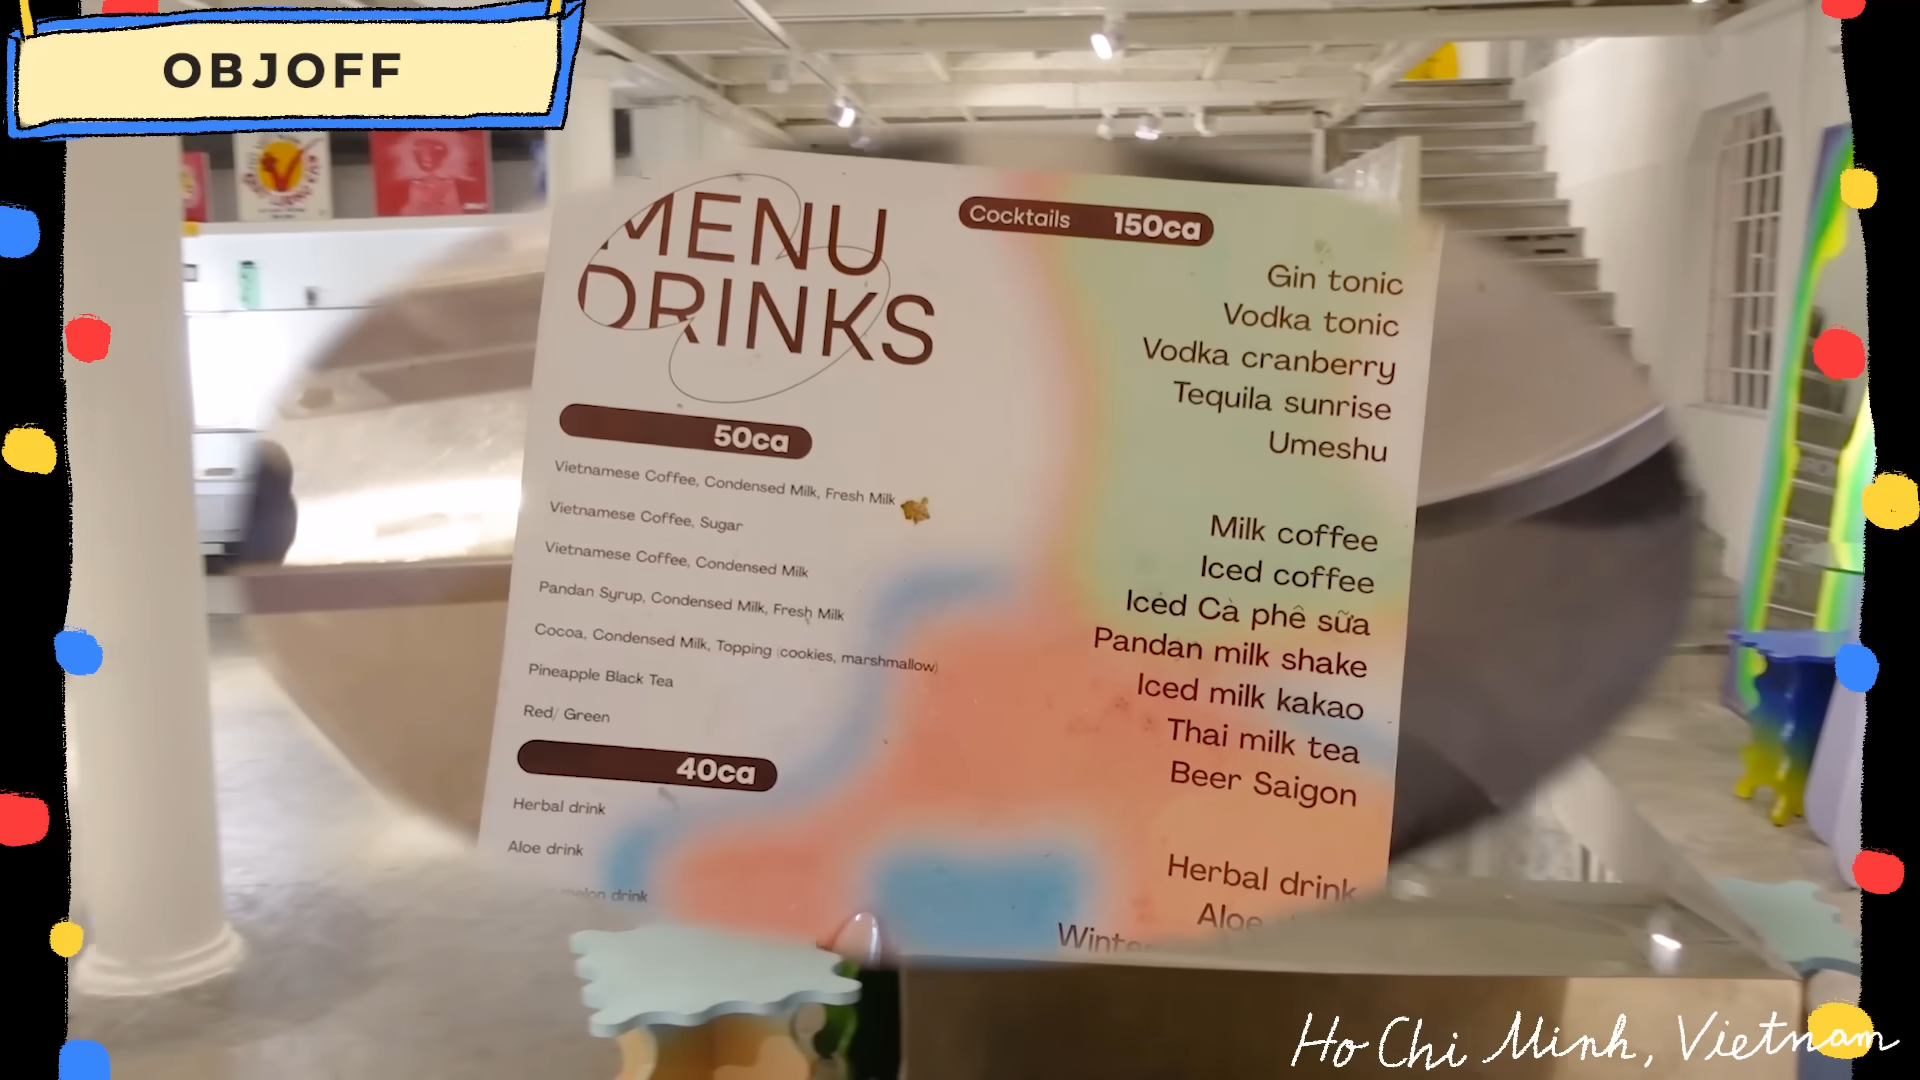 OBJOFF
MENU
DRINKS
Cocktails 150ca
Gin tonic
Vodka tonic
Vodka cranberry
Tequila sunrise
Umeshu
50ca
Vietnamese Coffee, Condensed Milk, Fresh Milk
Vietnamese Coffee, Sugar
Vietnamese Coffee, Condensed Milk
Pandan Syrup, Condensed Milk, Fresh Milk
Cocoa, Condensed Milk, Topping (cookies, marshmallow)
Pineapple Black Tea
Red/ Green
Milk coffee
Iced coffee
Iced Cà phê sữa
Pandan milk shake
Iced milk kakao
Thai milk tea
Beer Saigon
40ca
Herbal drink
Aloe drink
melon drink
Herbal drink
Aloe
Ho Chi Minh, Vietnam